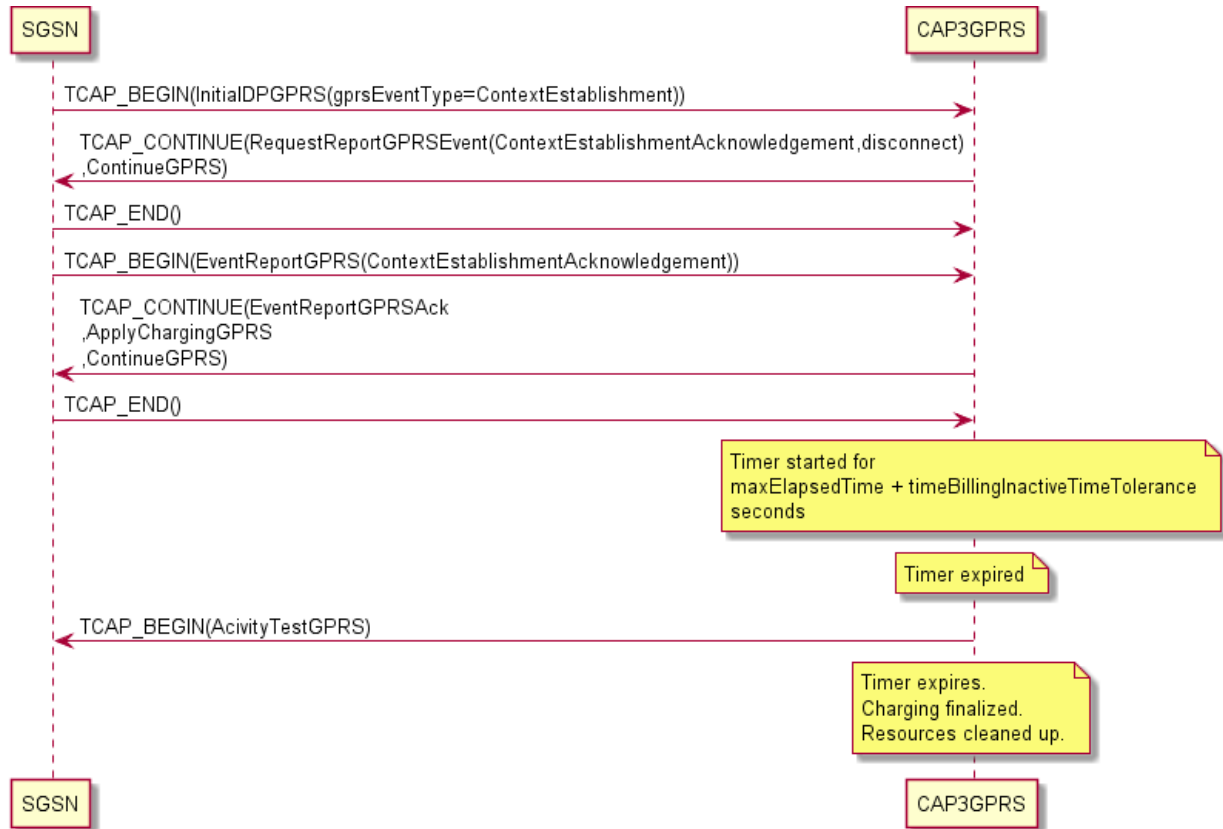 SGSN
CAP3GPRS
TCAP_BEGIN(InitialDPGPRS(gprsEventType=ContextEstablishment))
TCAP_CONTINUE(RequestReportGPRSEvent(ContextEstablishmentAcknowledgement,disconnect)
,ContinueGPRS)
TCAP_END()
TCAP_BEGIN(EventReportGPRS(ContextEstablishmentAcknowledgement))
TCAP_CONTINUE(EventReportGPRSAck
,ApplyChargingGPRS
,ContinueGPRS)
TCAP_END()
Timer started for
maxElapsedTime + timeBillingInactiveTimeTolerance
seconds
Timer expired
TCAP_BEGIN(AcivityTestGPRS)
Timer expires.
Charging finalized.
Resources cleaned up.
SGSN
CAP3GPRS